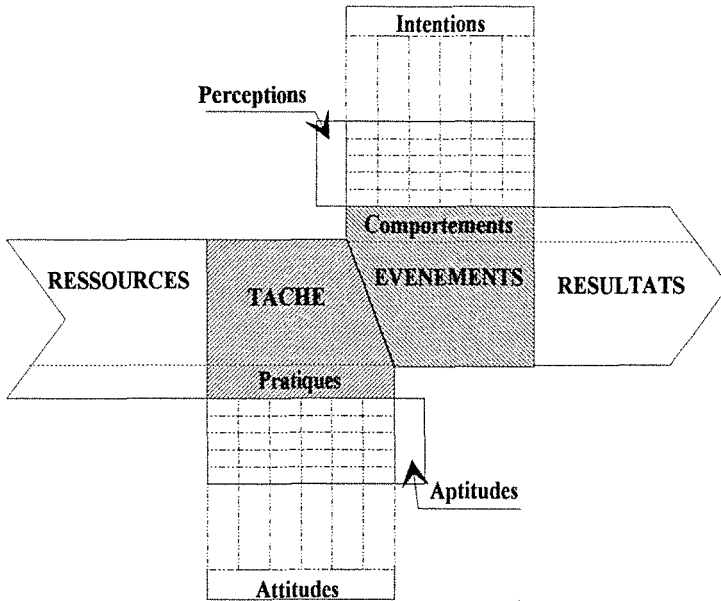 Intentions
Perceptions
Comportements
RESSOURCES
TACHE
EVENEMENTS
RESULTATS
Pratiques
Aptitudes
Attitudes